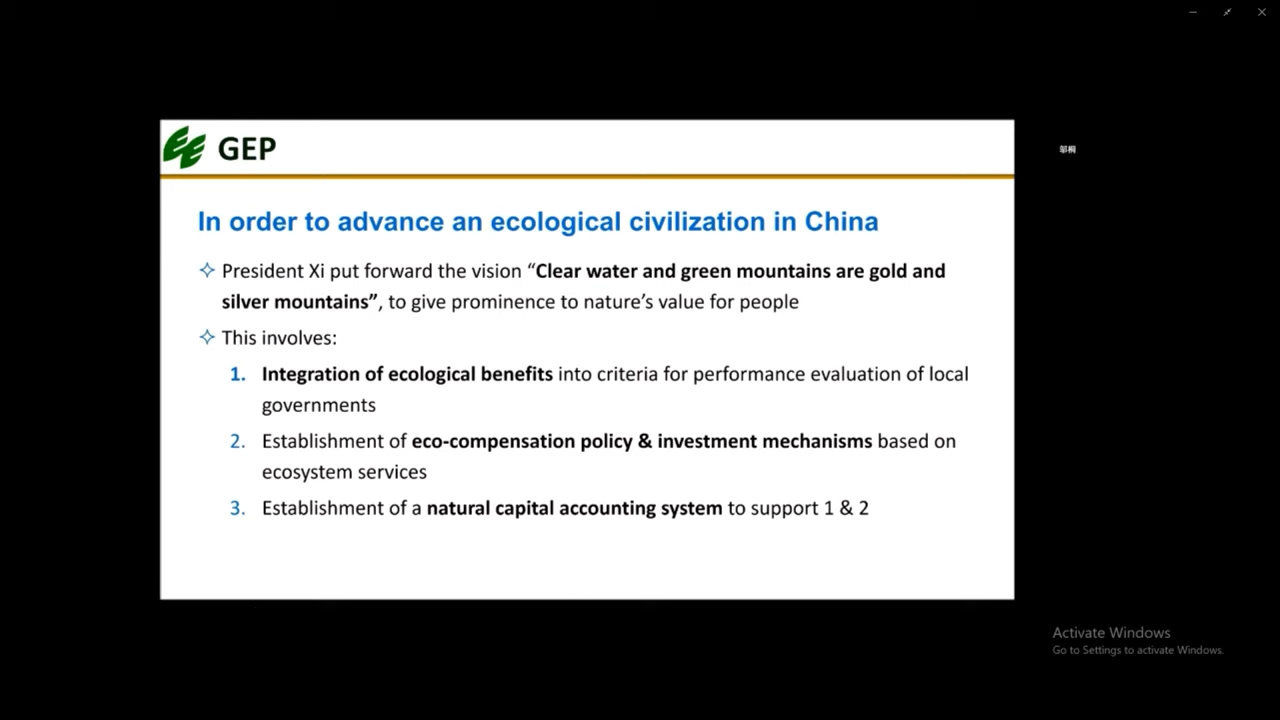 GEP
In order to advance an ecological civilization in China
President Xi put forward the vision “Clear water and green mountains are gold and
silver mountains”, to give prominence to nature’s value for people
This involves:
1. Integration of ecological benefits into criteria for performance evaluation of local
governments
2. Establishment of eco-compensation policy & investment mechanisms based on
ecosystem services
3. Establishment of a natural capital accounting system to support 1 & 2
邹桐
Activate Windows
Go to Settings to activate Windows.